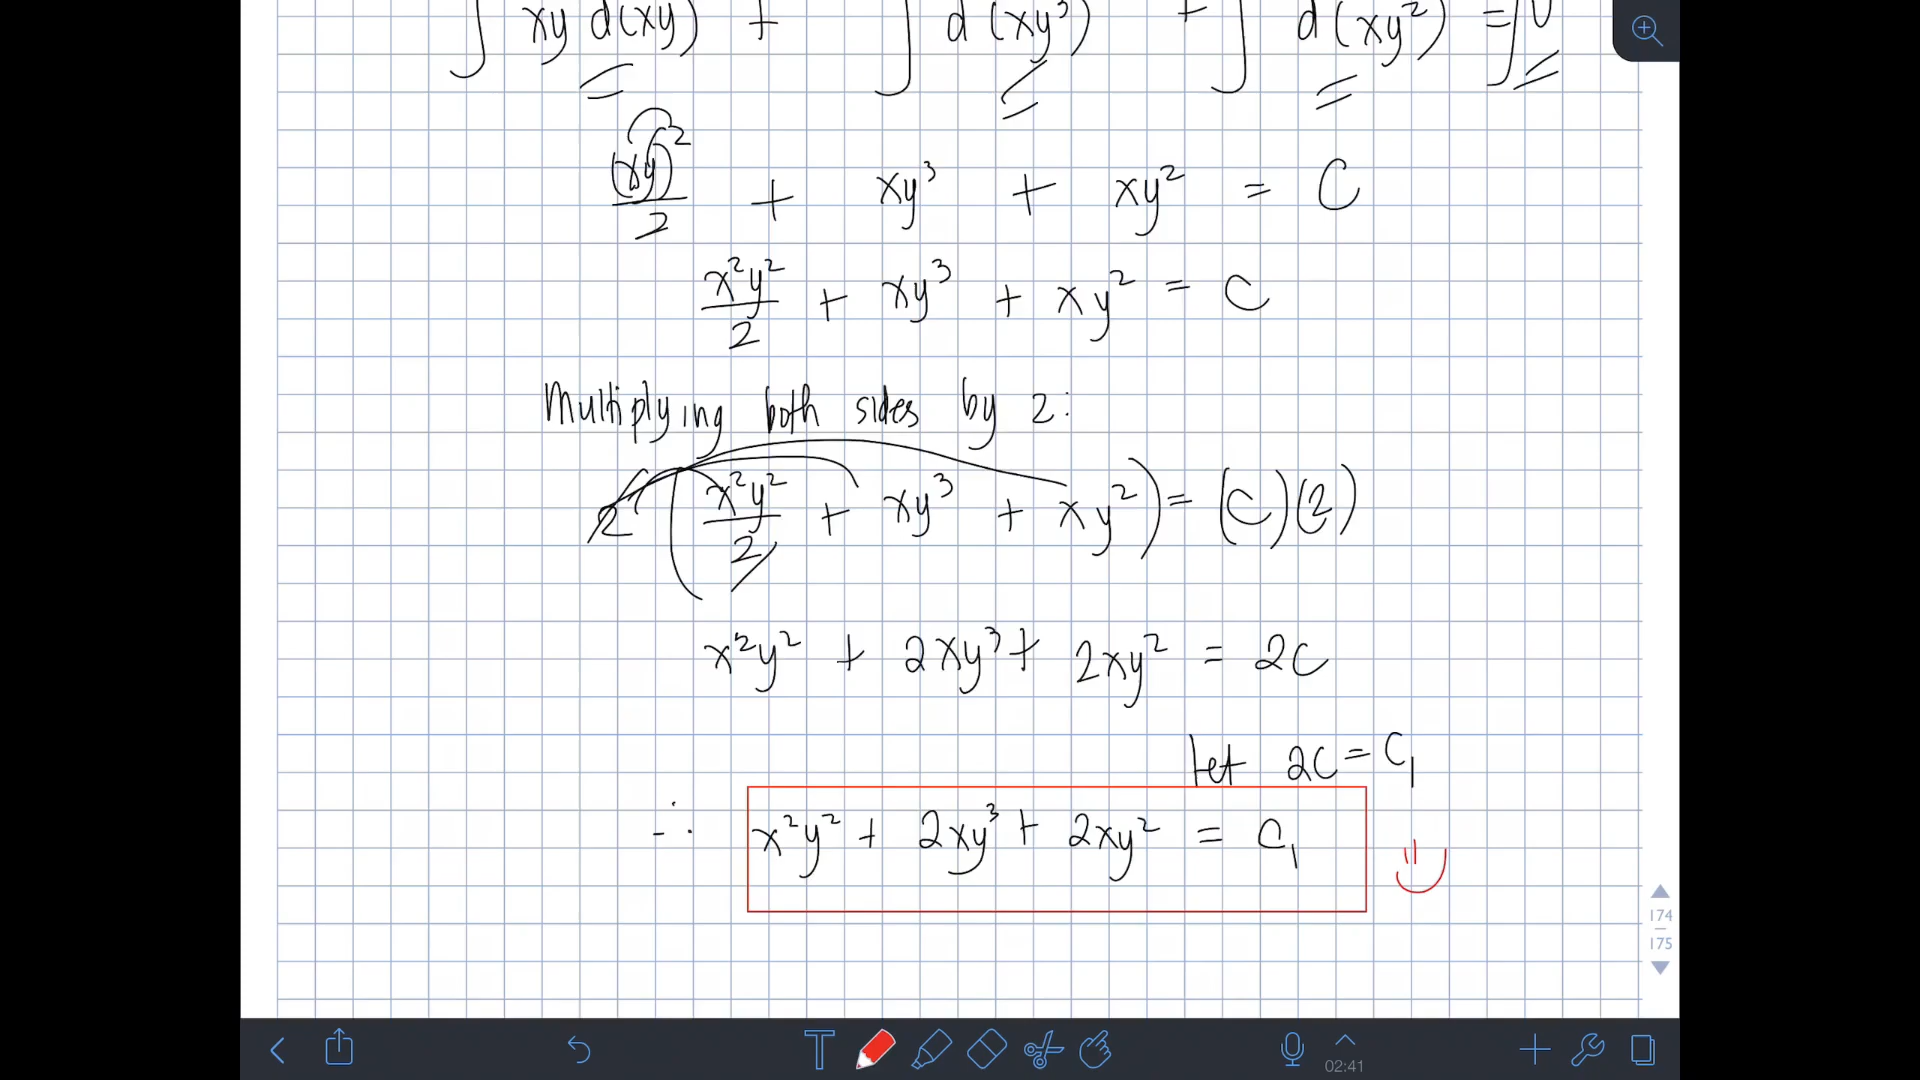 ∫ xy d(xy) + ∫ d(xy³) + ∫ d(xy²) = ∫0
(xy)²/2 + xy³ + xy² = C
x²y²/2 + xy³ + xy² = C
Multiplying both sides by 2:
2 (x²y²/2 + xy³ + xy²) = (C)(2)
x²y² + 2xy³ + 2xy² = 2C
let 2C = C₁
∴ x²y² + 2xy³ + 2xy² = C₁
174
175
T
02:41